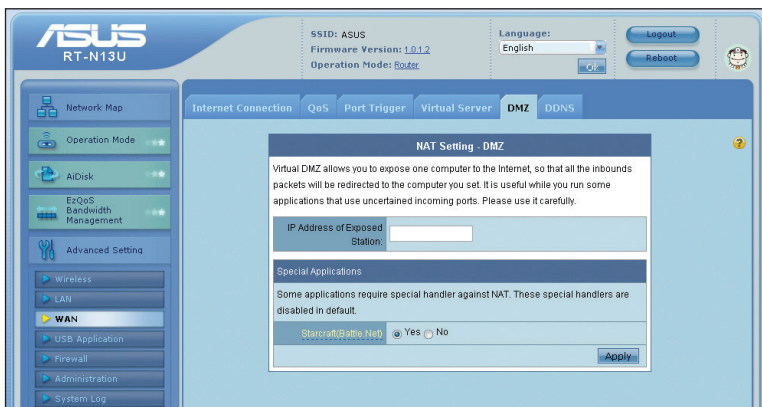 ASUS
RT-N13U
SSID: ASUS
Firmware Version: 1.0.1.2
Operation Mode: Router
Language:
English
Ok
Logout
Reboot
Network Map
Operation Mode
AiDisk
EzQoS
Bandwidth
Management
Advanced Setting
Wireless
LAN
WAN
USB Application
Firewall
Administration
System Log
Internet Connection QoS Port Trigger Virtual Server DMZ DDNS
NAT Setting - DMZ
Virtual DMZ allows you to expose one computer to the Internet, so that all the inbounds
packets will be redirected to the computer you set. It is useful while you run some
applications that use uncertained incoming ports. Please use it carefully.
IP Address of Exposed
Station:
Special Applications
Some applications require special handler against NAT. These special handlers are
disabled in default.
Starcraft(Battle.Net) Yes No
Apply
?